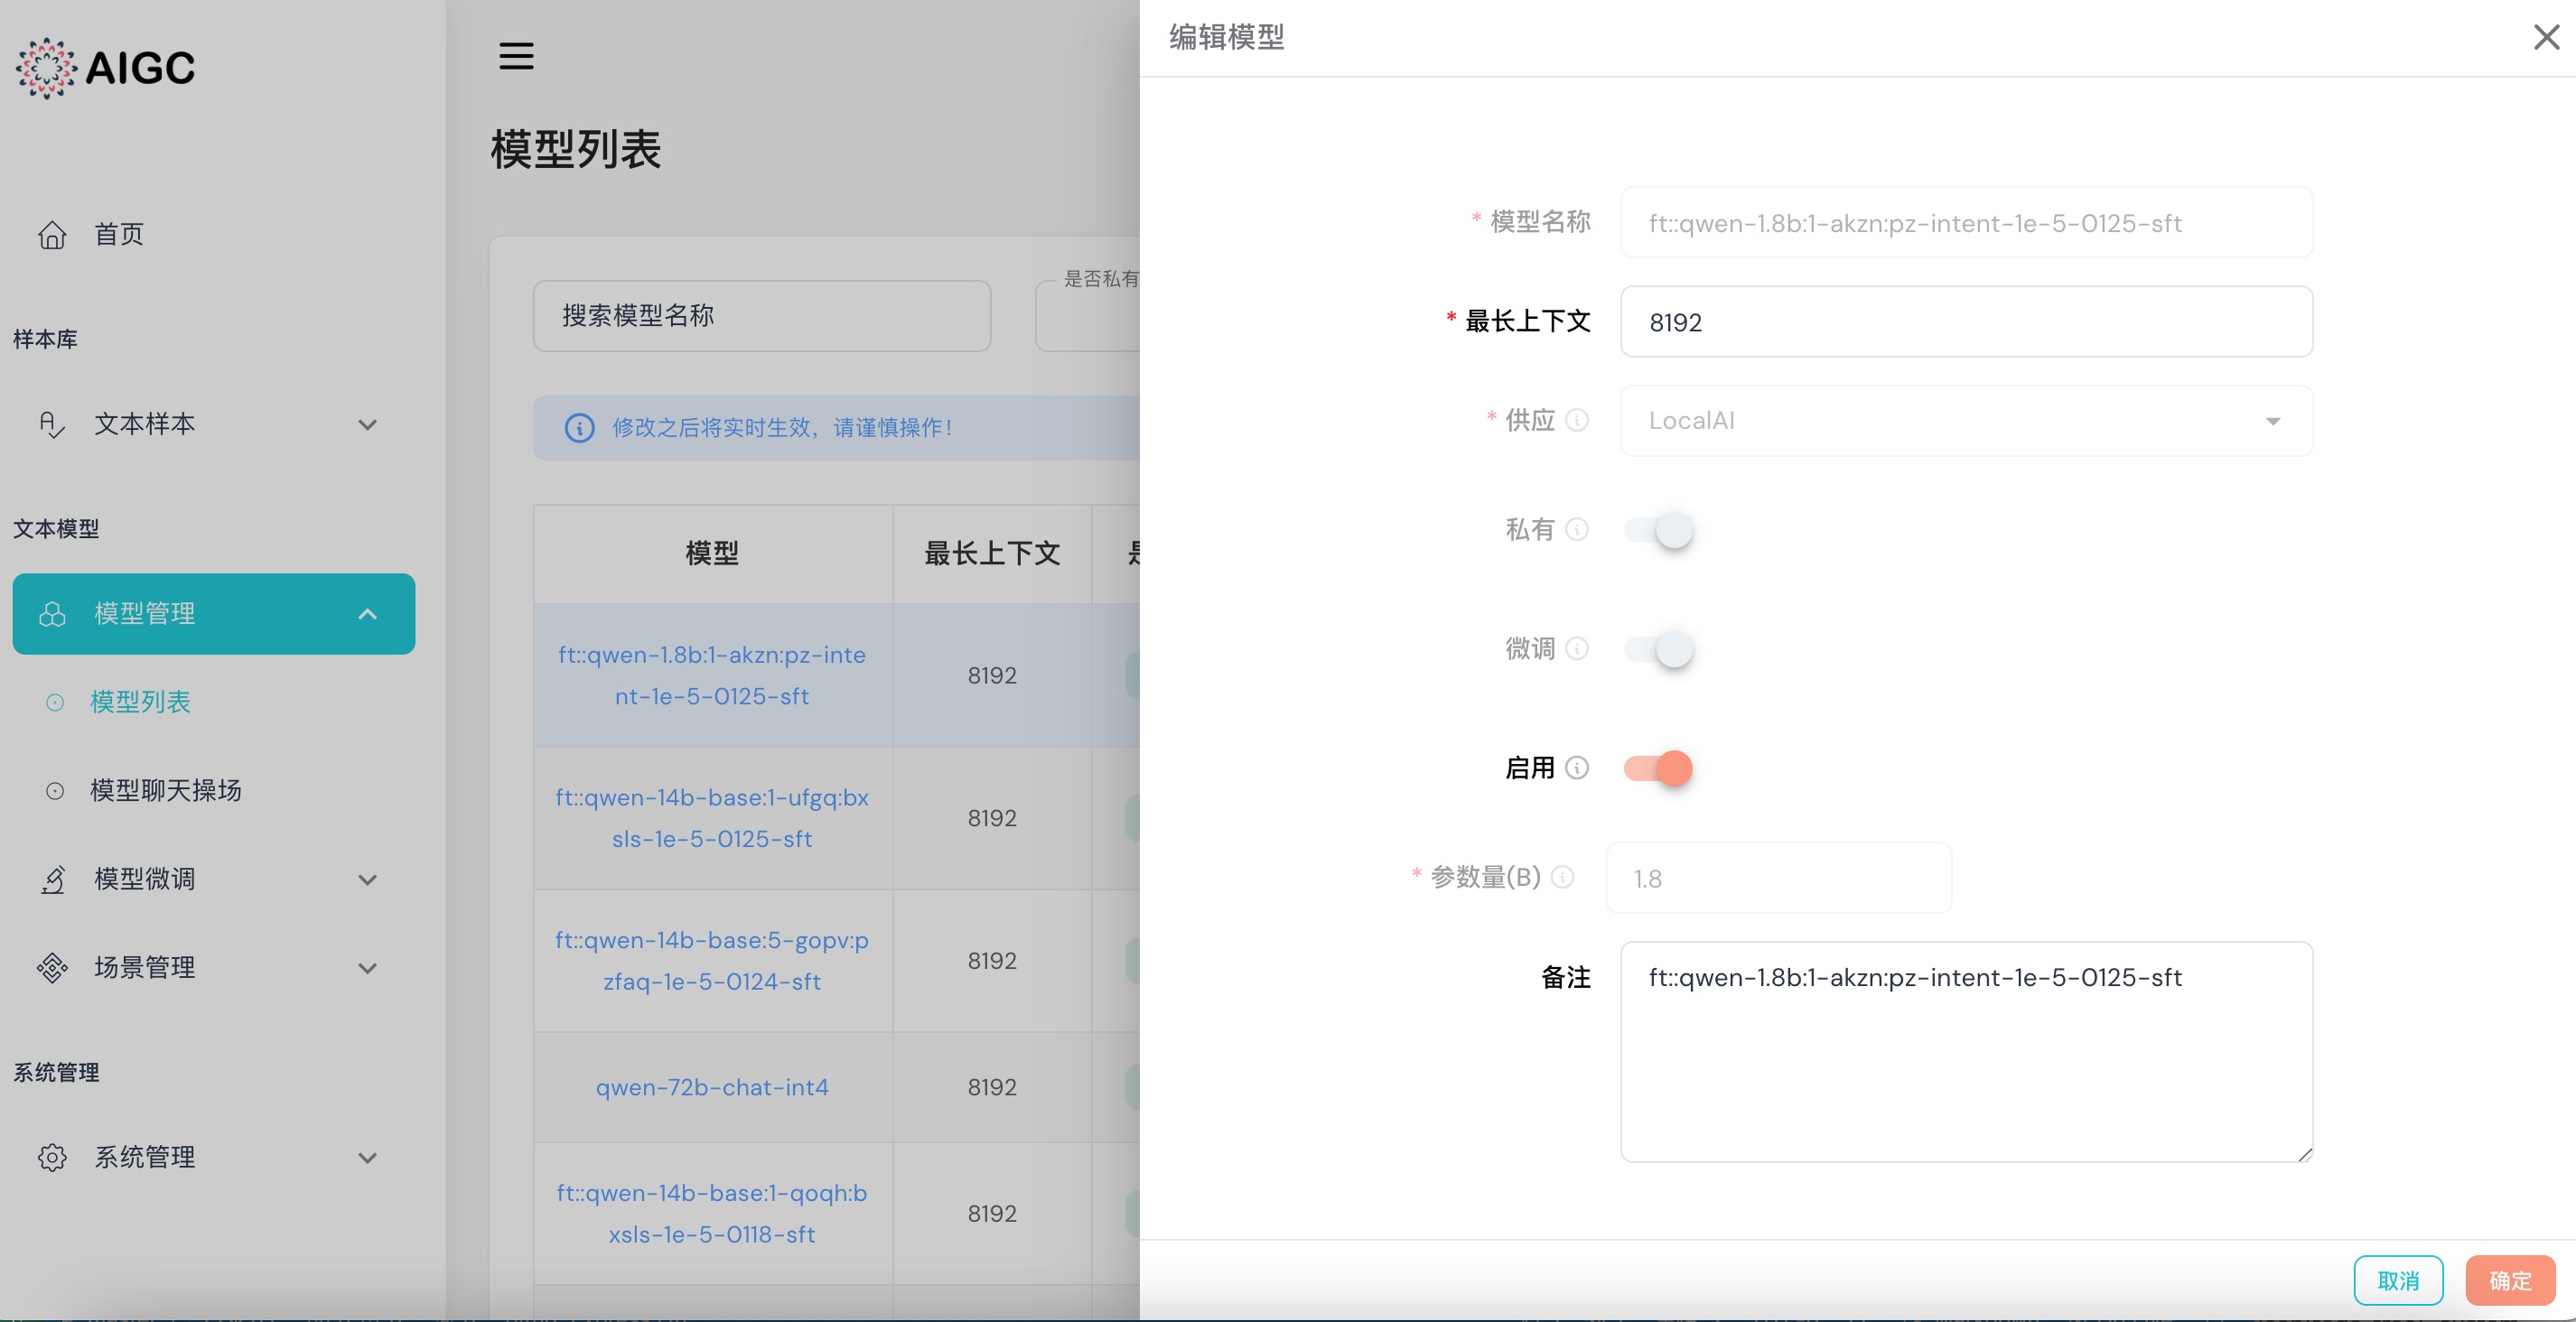 AIGC
首页
样本库
文本样本
文本模型
模型管理
模型列表
模型聊天操场
模型微调
场景管理
系统管理
系统管理
模型列表
搜索模型名称
是否私有
修改之后将实时生效，请谨慎操作！
模型 最长上下文
ft::qwen-1.8b:1-akzn:pz-inte
nt-1e-5-0125-sft
8192
ft::qwen-14b-base:1-ufgq:bx
sls-1e-5-0125-sft
8192
ft::qwen-14b-base:5-gopv:p
zfaq-1e-5-0124-sft
8192
qwen-72b-chat-int4
8192
ft::qwen-14b-base:1-qoqh:b
xsls-1e-5-0118-sft
8192
编辑模型
* 模型名称 ft::qwen-1.8b:1-akzn:pz-intent-1e-5-0125-sft
* 最长上下文 8192
* 供应 LocalAI
私有
微调
启用
* 参数量(B) 1.8
备注 ft::qwen-1.8b:1-akzn:pz-intent-1e-5-0125-sft
取消 确定